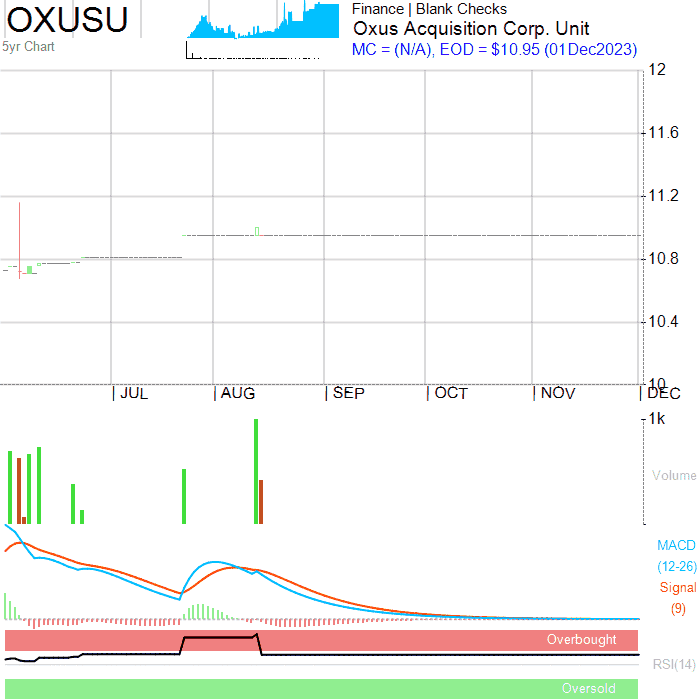 OXUSU
5yr Chart
Finance | Blank Checks
Oxus Acquisition Corp. Unit
MC = (N/A), EOD = $10.95 (01Dec2023)
12
11.6
11.2
10.8
10.4
10
JUL AUG SEP OCT NOV DEC
1k
Volume
MACD
(12-26)
Signal
(9)
Overbought
RSI(14)
Oversold